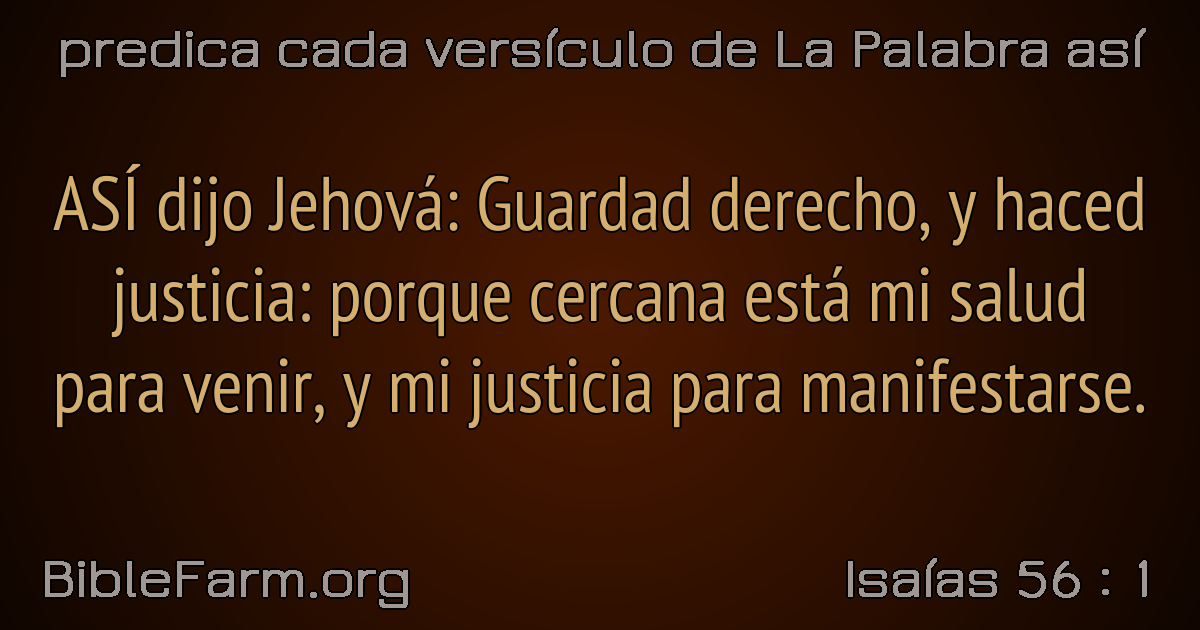 predica cada versículo de La Palabra así
ASÍ dijo Jehová: Guardad derecho, y haced
justicia: porque cercana está mi salud
para venir, y mi justicia para manifestarse.
BibleFarm.org
Isaías 56 : 1